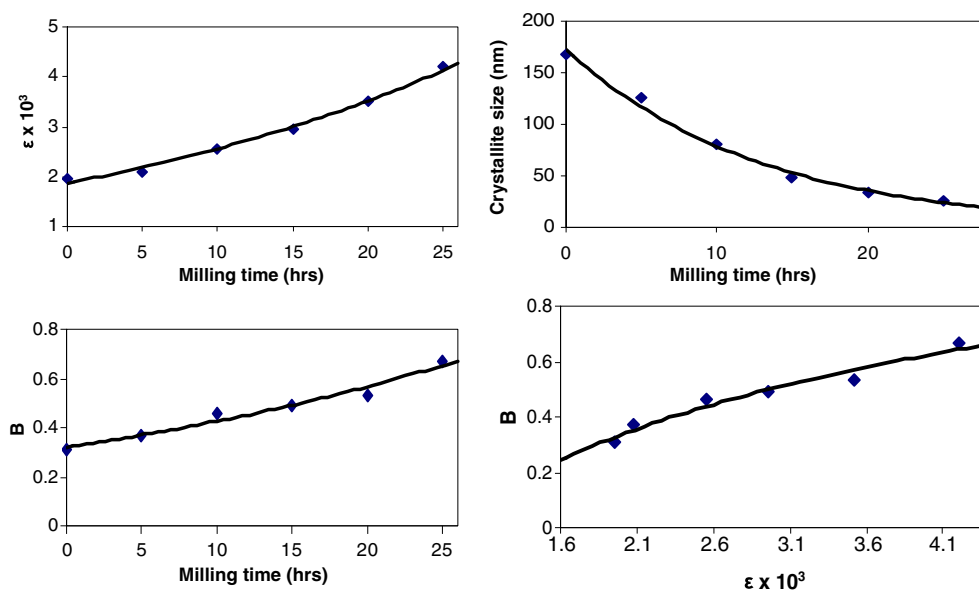 ε x 10³
5
4
3
2
1
0 5 10 15 20 25
Milling time (hrs)
Crystallite size (nm)
200
150
100
50
0
0 10 20
Milling time (hrs)
B
0.8
0.6
0.4
0.2
0
0 5 10 15 20 25
Milling time (hrs)
B
0.8
0.6
0.4
0.2
0
1.6 2.1 2.6 3.1 3.6 4.1
ε x 10³